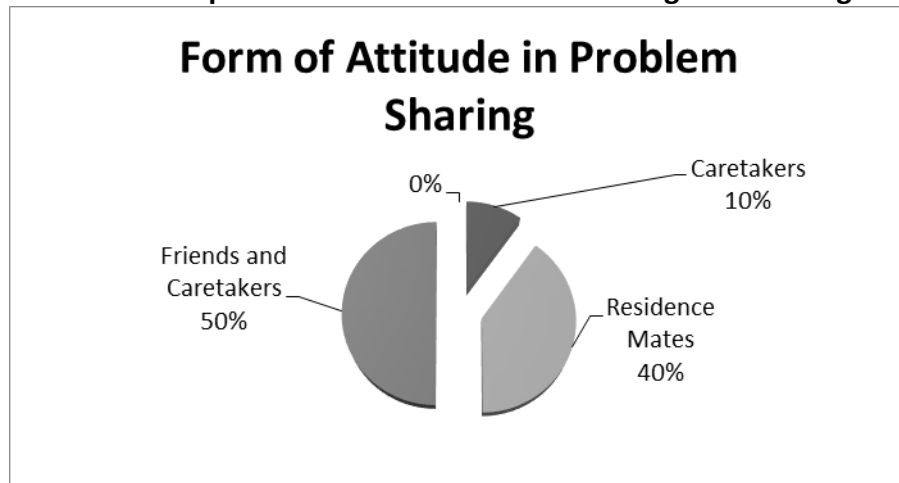 Form of Attitude in Problem
Sharing
0%
Caretakers
10%
Friends and
Caretakers
50%
Residence
Mates
40%